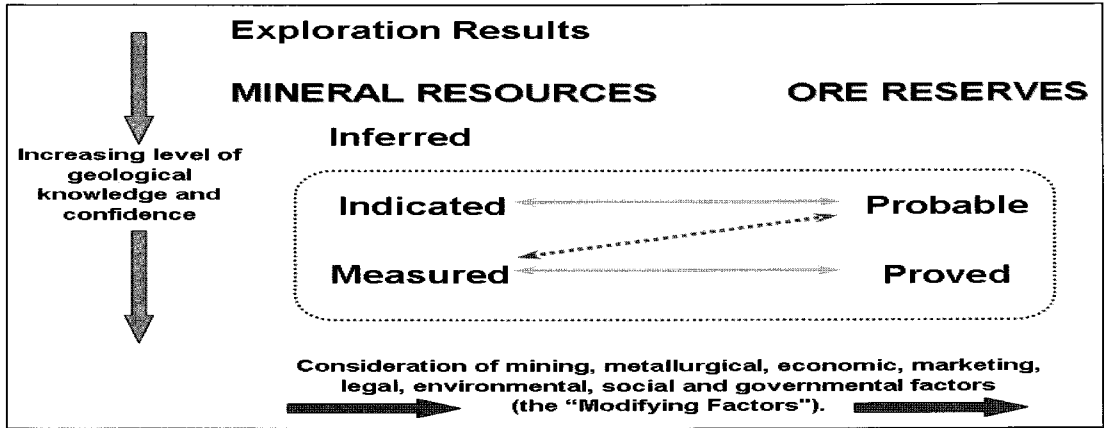 Exploration Results
MINERAL RESOURCES ORE RESERVES
Inferred
Increasing level of
geological
knowledge and
confidence
Indicated Probable
Measured Proved
Consideration of mining, metallurgical, economic, marketing,
legal, environmental, social and governmental factors
(the “Modifying Factors").